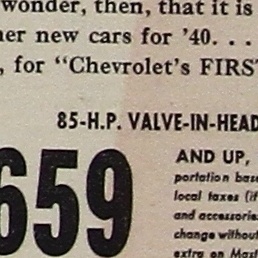 wonder, then, that it is
her new cars for '40. . .
, for "Chevrolet's FIRST
85-H.P. VALVE-IN-HEAD
659
AND UP,
portation base
local taxes (if
and accessories
change without
extra on Mast